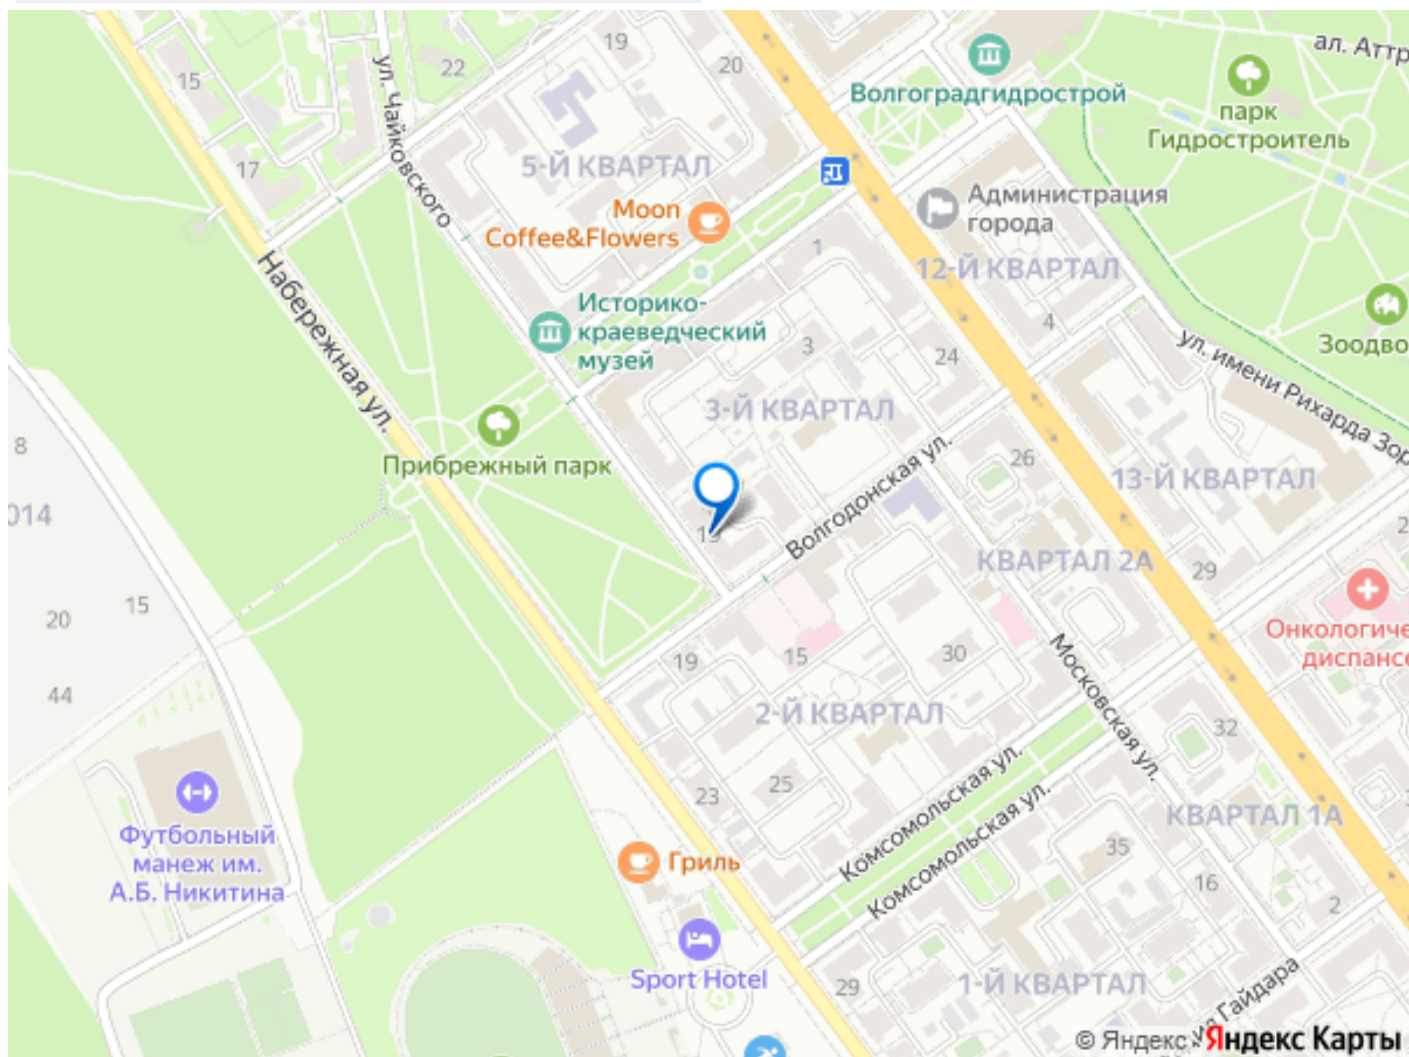 19
20
22
15
17
ул. Чайковского
5-Й КВАРТАЛ
Волгоградгидрострой
ал. Аттр
парк
Гидростроитель
Moon
Coffee&Flowers
Администрация
города
12-Й КВАРТАЛ
1
4
Набережная ул.
Историко-
краеведческий
музей
3
24
Зоодво
ул. имени Рихарда Зор
3-Й КВАРТАЛ
Прибрежный парк
8
014
26
13-Й КВАРТАЛ
Волгодонская ул.
КВАРТАЛ 2А
29
2
15
20
44
Онкологиче
диспансе
19
15
30
2-Й КВАРТАЛ
Московская ул.
32
25
23
Комсомольская ул.
Комсомольская ул.
КВАРТАЛ 1А
Футбольный
манеж им.
А.Б. Никитина
Гриль
35
16
2
Sport Hotel
29
1-Й КВАРТАЛ
Гайдара
© Яндекс Яндекс Карты